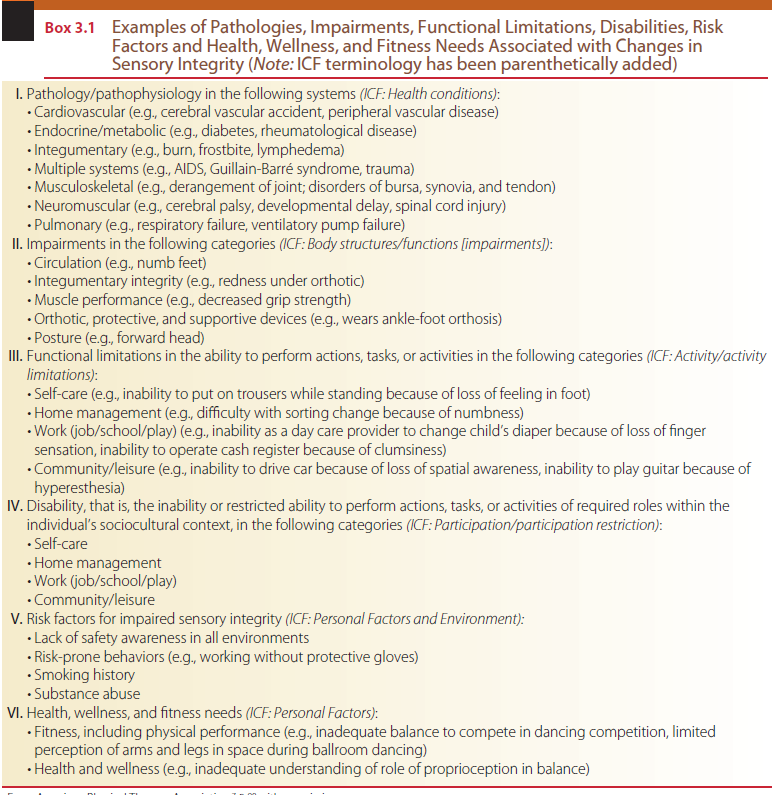 Box 3.1 Examples of Pathologies, Impairments, Functional Limitations, Disabilities, Risk
Factors and Health, Wellness, and Fitness Needs Associated with Changes in
Sensory Integrity (Note: ICF terminology has been parenthetically added)
I. Pathology/pathophysiology in the following systems (ICF: Health conditions):
• Cardiovascular (e.g., cerebral vascular accident, peripheral vascular disease)
• Endocrine/metabolic (e.g., diabetes, rheumatological disease)
• Integumentary (e.g., burn, frostbite, lymphedema)
• Multiple systems (e.g., AIDS, Guillain-Barré syndrome, trauma)
• Musculoskeletal (e.g., derangement of joint; disorders of bursa, synovia, and tendon)
• Neuromuscular (e.g., cerebral palsy, developmental delay, spinal cord injury)
• Pulmonary (e.g., respiratory failure, ventilatory pump failure)
II. Impairments in the following categories (ICF: Body structures/functions [impairments]):
• Circulation (e.g., numb feet)
• Integumentary integrity (e.g., redness under orthotic)
• Muscle performance (e.g., decreased grip strength)
• Orthotic, protective, and supportive devices (e.g., wears ankle-foot orthosis)
• Posture (e.g., forward head)
III. Functional limitations in the ability to perform actions, tasks, or activities in the following categories (ICF: Activity/activity
limitations):
• Self-care (e.g., inability to put on trousers while standing because of loss of feeling in foot)
• Home management (e.g., difficulty with sorting change because of numbness)
• Work (job/school/play) (e.g., inability as a day care provider to change child's diaper because of loss of finger
sensation, inability to operate cash register because of clumsiness)
• Community/leisure (e.g., inability to drive car because of loss of spatial awareness, inability to play guitar because of
hyperesthesia)
IV. Disability, that is, the inability or restricted ability to perform actions, tasks, or activities of required roles within the
individual's sociocultural context, in the following categories (ICF: Participation/participation restriction):
• Self-care
• Home management
• Work (job/school/play)
• Community/leisure
V. Risk factors for impaired sensory integrity (ICF: Personal Factors and Environment):
• Lack of safety awareness in all environments
• Risk-prone behaviors (e.g., working without protective gloves)
• Smoking history
• Substance abuse
VI. Health, wellness, and fitness needs (ICF: Personal Factors):
• Fitness, including physical performance (e.g., inadequate balance to compete in dancing competition, limited
perception of arms and legs in space during ballroom dancing)
• Health and wellness (e.g., inadequate understanding of role of proprioception in balance)